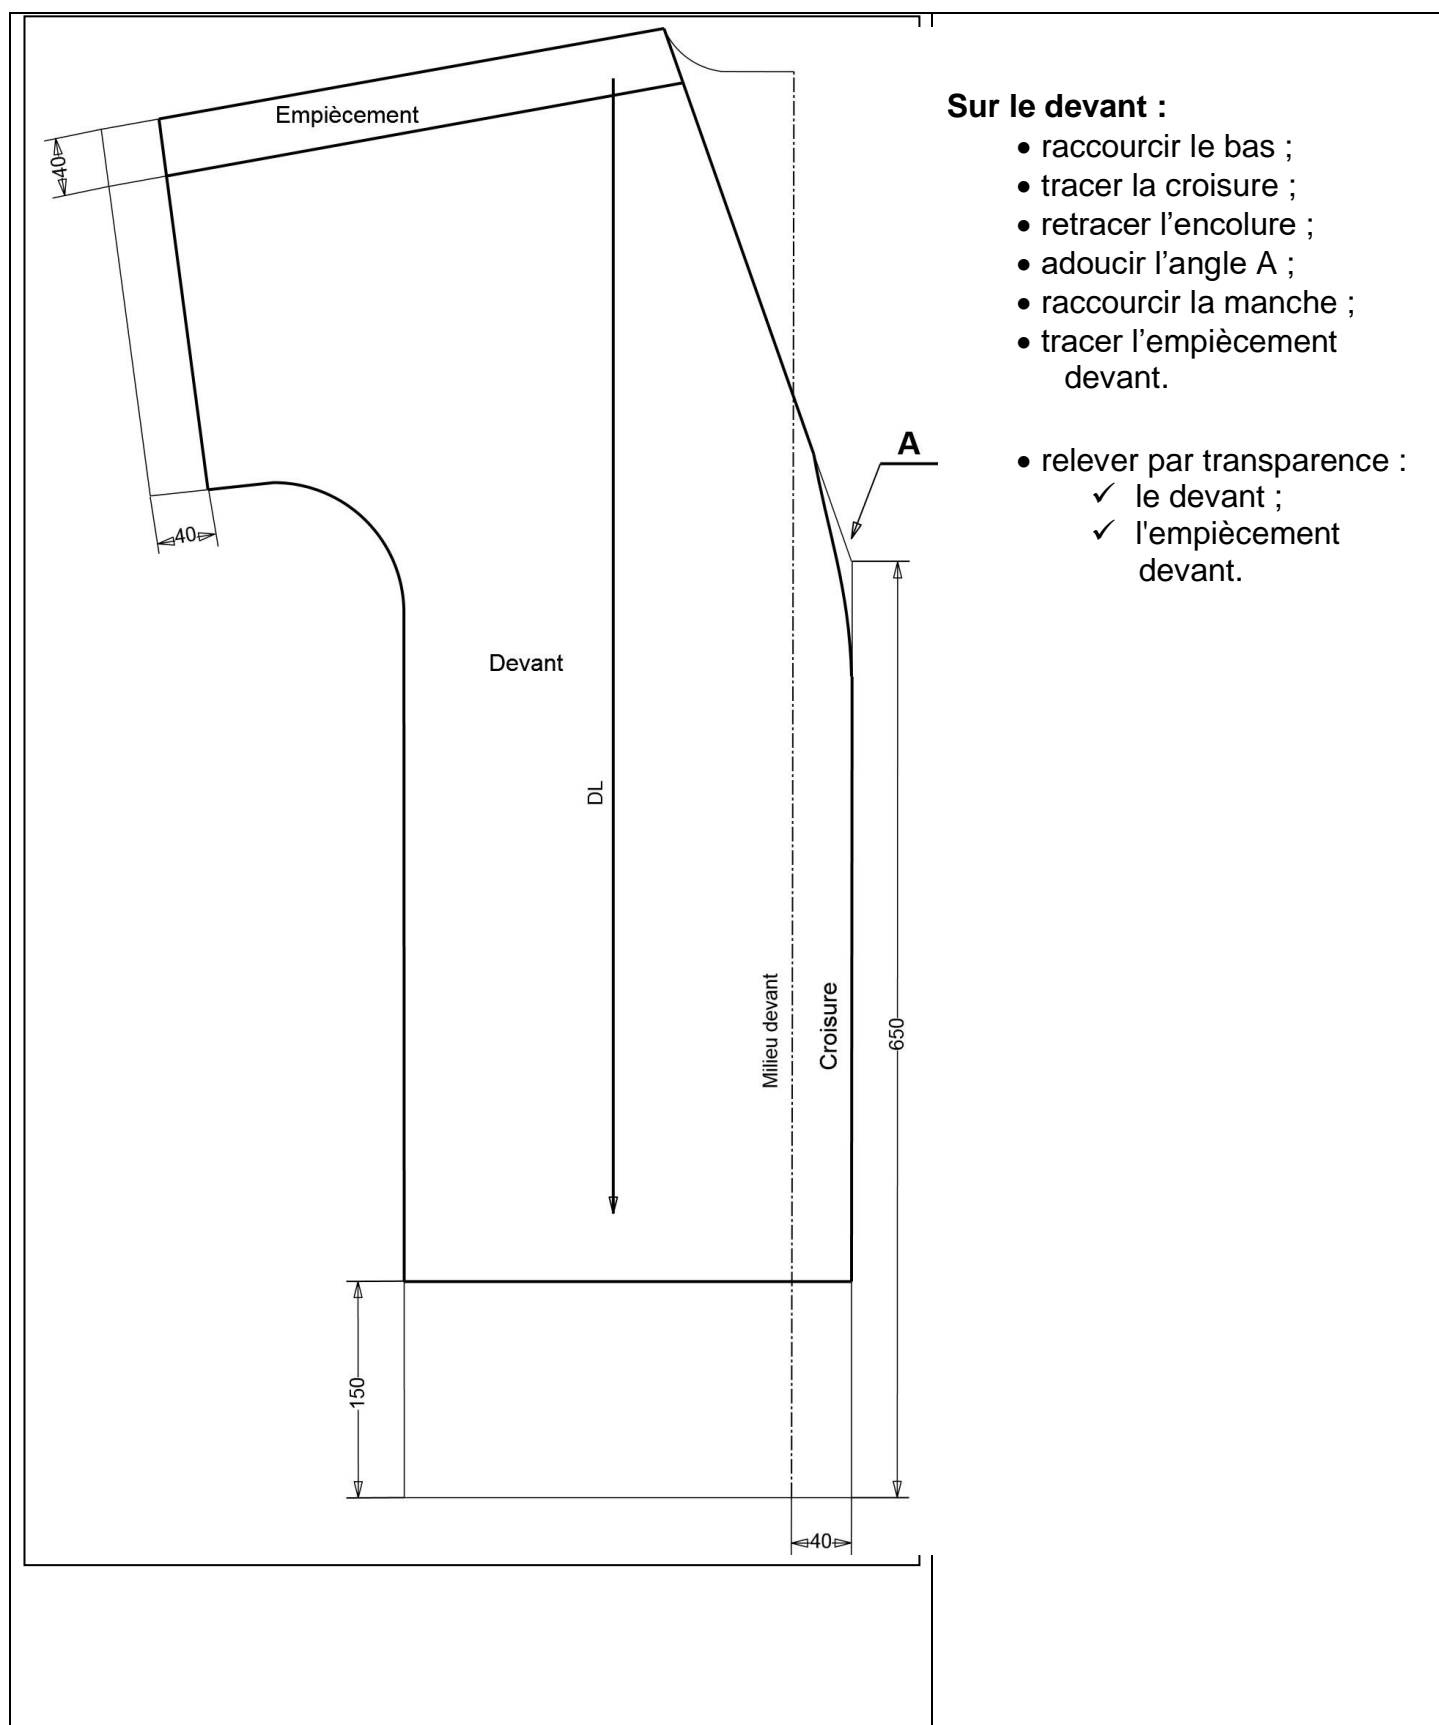 Empiècement
40
40
Devant
DL
Milieu devant
Croisure
A
650
150
40
Sur le devant :
• raccourcir le bas ;
• tracer la croisure ;
• retracer l’encolure ;
• adoucir l’angle A ;
• raccourcir la manche ;
• tracer l’empiècement
devant.
• relever par transparence :
✓ le devant ;
✓ l'empiècement
devant.